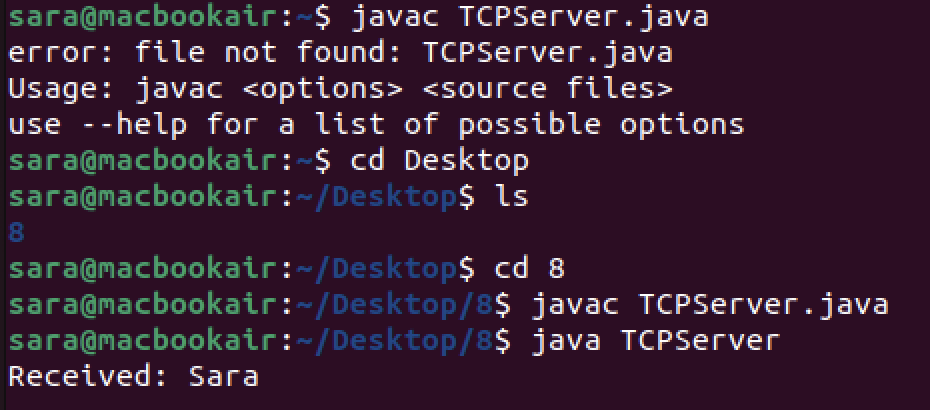 sara@macbookair:~$ javac TCPServer.java
error: file not found: TCPServer.java
Usage: javac <options> <source files>
use --help for a list of possible options
sara@macbookair:~$ cd Desktop
sara@macbookair:~/Desktop$ ls
8
sara@macbookair:~/Desktop$ cd 8
sara@macbookair:~/Desktop/8$ javac TCPServer.java
sara@macbookair:~/Desktop/8$ java TCPServer
Received: Sara